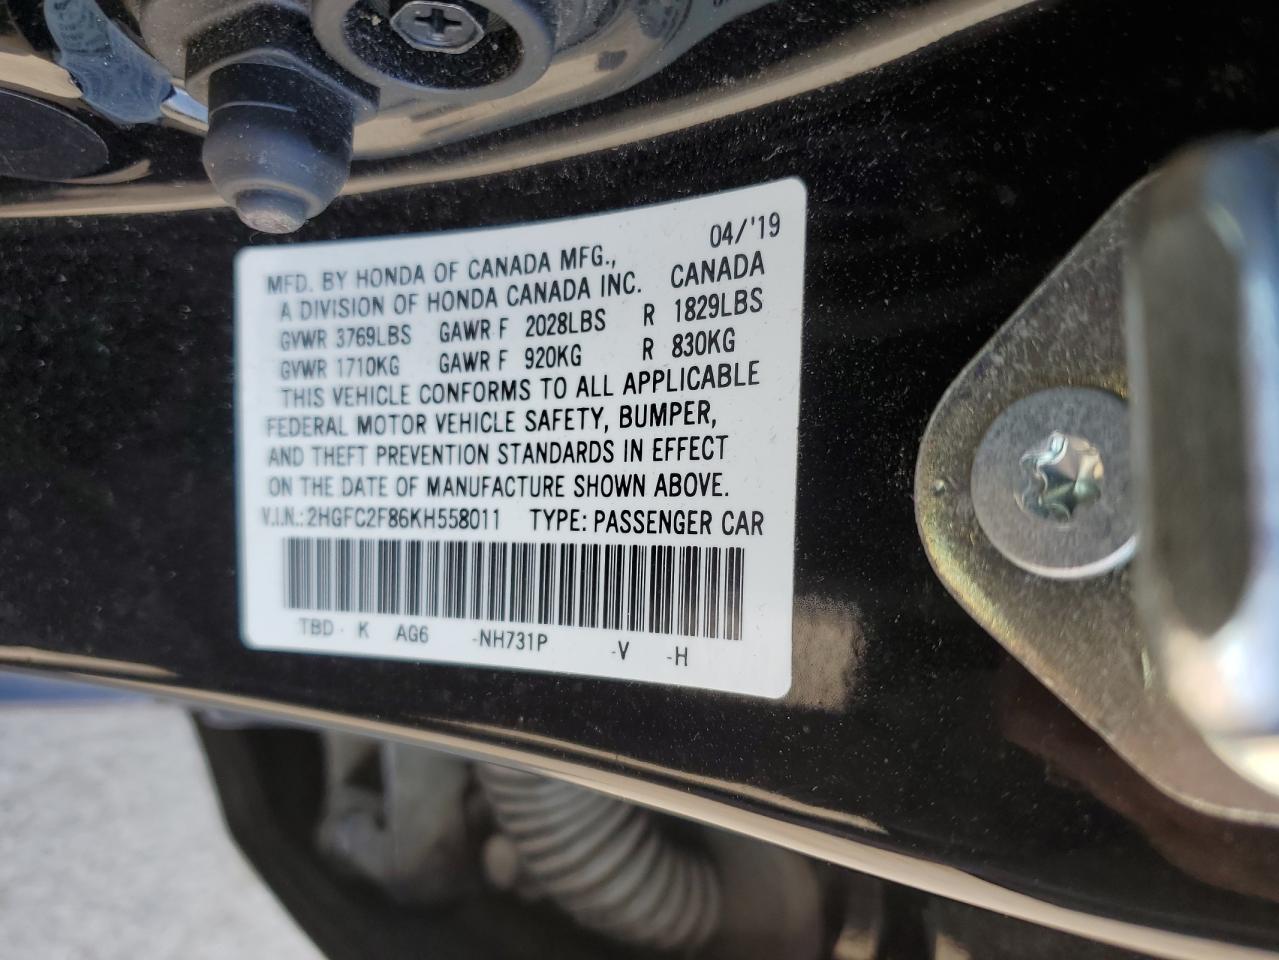 04/'19
MFD. BY HONDA OF CANADA MFG.,
A DIVISION OF HONDA CANADA INC. CANADA
GVWR 3769LBS GAWR F 2028LBS R 1829LBS
GVWR 1710KG GAWR F 920KG R 830KG
THIS VEHICLE CONFORMS TO ALL APPLICABLE
FEDERAL MOTOR VEHICLE SAFETY, BUMPER,
AND THEFT PREVENTION STANDARDS IN EFFECT
ON THE DATE OF MANUFACTURE SHOWN ABOVE.
V.I.N.:2HGFC2F86KH558011 TYPE: PASSENGER CAR
TBD - K AG6 -NH731P -V -H